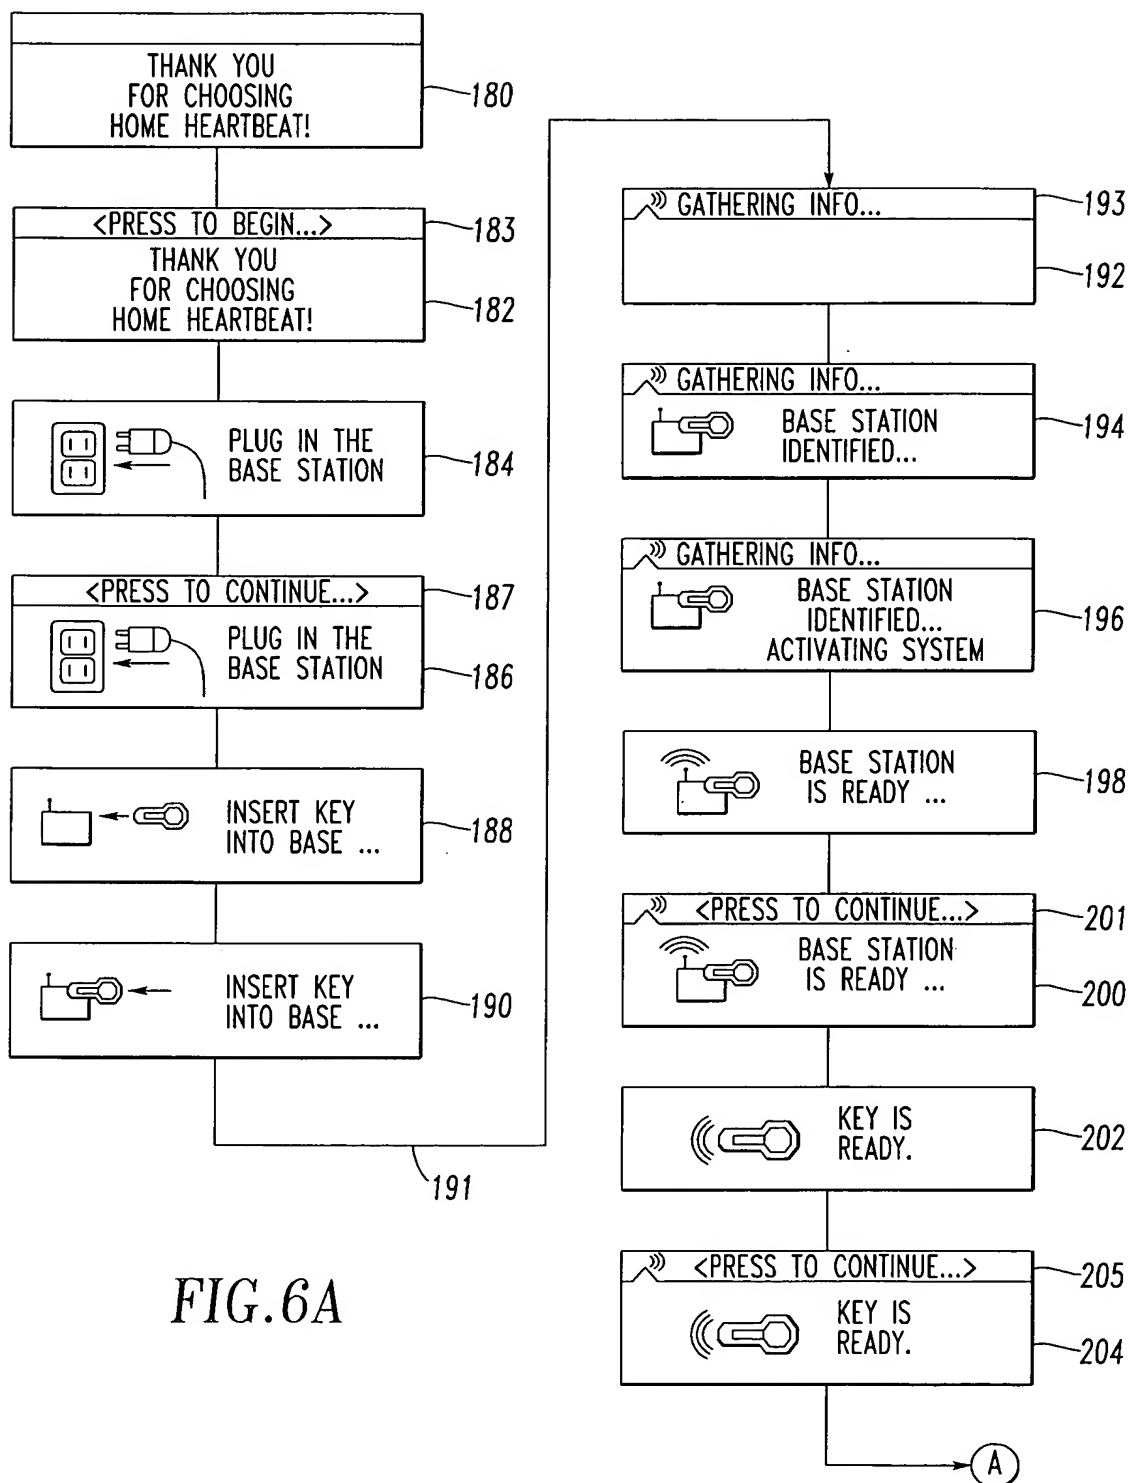 THANK YOU
FOR CHOOSING
HOME HEARTBEAT!
180
<PRESS TO BEGIN...>
183
THANK YOU
FOR CHOOSING
HOME HEARTBEAT!
182
PLUG IN THE
BASE STATION
184
<PRESS TO CONTINUE...>
187
PLUG IN THE
BASE STATION
186
INSERT KEY
INTO BASE ...
188
INSERT KEY
INTO BASE ...
190
191
GATHERING INFO...
193
192
GATHERING INFO...
BASE STATION
IDENTIFIED...
194
GATHERING INFO...
BASE STATION
IDENTIFIED...
ACTIVATING SYSTEM
196
BASE STATION
IS READY ...
198
<PRESS TO CONTINUE...>
201
BASE STATION
IS READY ...
200
KEY IS
READY.
202
<PRESS TO CONTINUE...>
205
KEY IS
READY.
204
A
FIG.6A